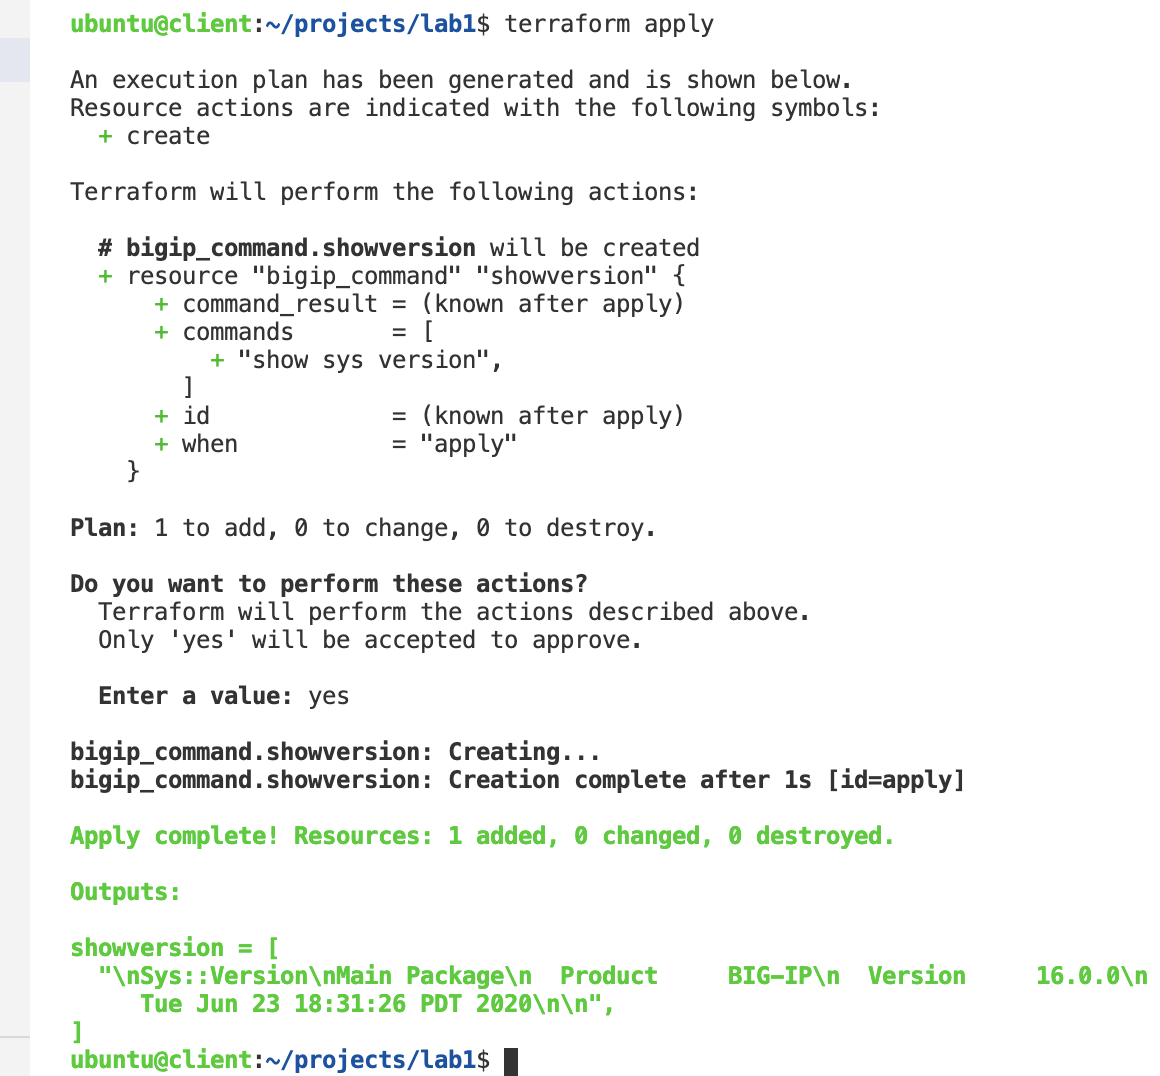 ubuntu@client:~/projects/lab1$ terraform apply
An execution plan has been generated and is shown below.
Resource actions are indicated with the following symbols:
  + create
Terraform will perform the following actions:
  # bigip_command.showversion will be created
  + resource "bigip_command" "showversion" {
      + command_result = (known after apply)
      + commands       = [
          + "show sys version",
        ]
      + id             = (known after apply)
      + when           = "apply"
    }
Plan: 1 to add, 0 to change, 0 to destroy.
Do you want to perform these actions?
  Terraform will perform the actions described above.
  Only 'yes' will be accepted to approve.
  Enter a value: yes
bigip_command.showversion: Creating...
bigip_command.showversion: Creation complete after 1s [id=apply]
Apply complete! Resources: 1 added, 0 changed, 0 destroyed.
Outputs:
showversion = [
  "\nSys::Version\nMain Package\n  Product     BIG-IP\n  Version     16.0.0\n
     Tue Jun 23 18:31:26 PDT 2020\n\n",
]
ubuntu@client:~/projects/lab1$